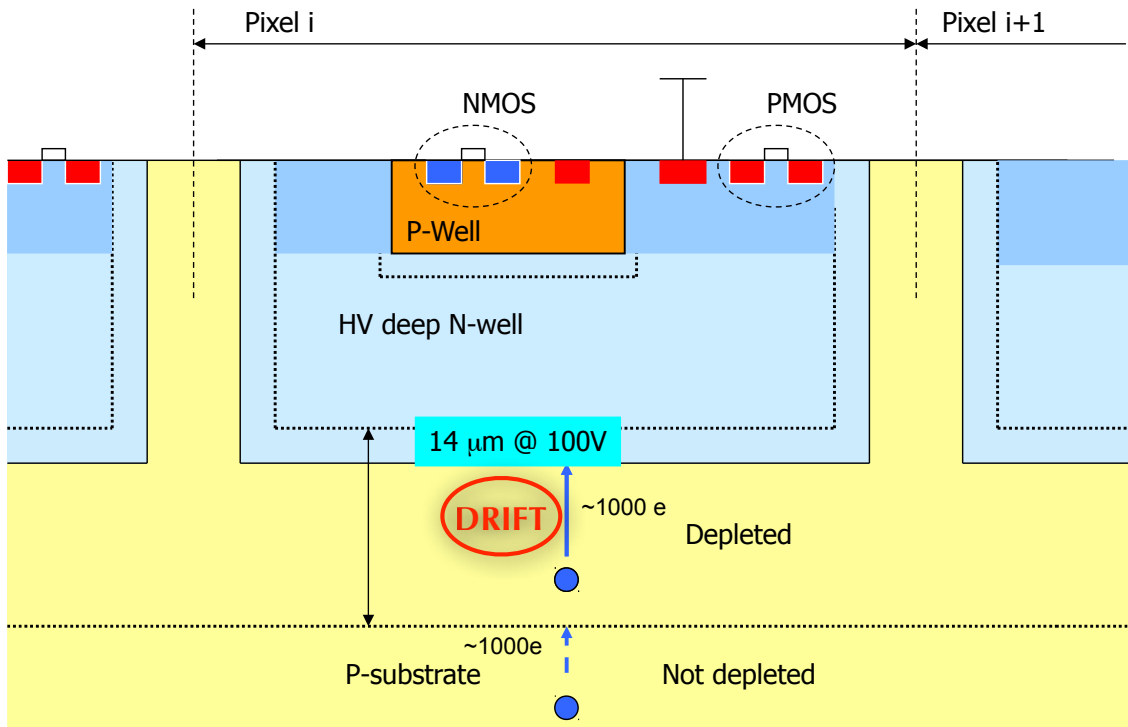 Pixel i
Pixel i+1
NMOS
PMOS
P-Well
HV deep N-well
14 μm @ 100V
DRIFT
~1000 e
Depleted
~1000e
P-substrate
Not depleted